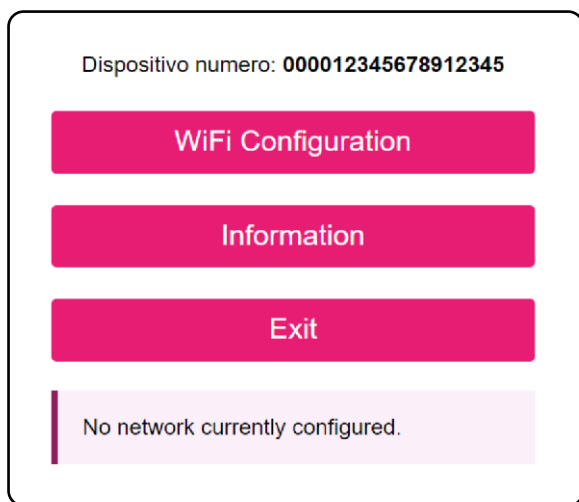 Dispositivo numero: 000012345678912345
WiFi Configuration
Information
Exit
No network currently configured.